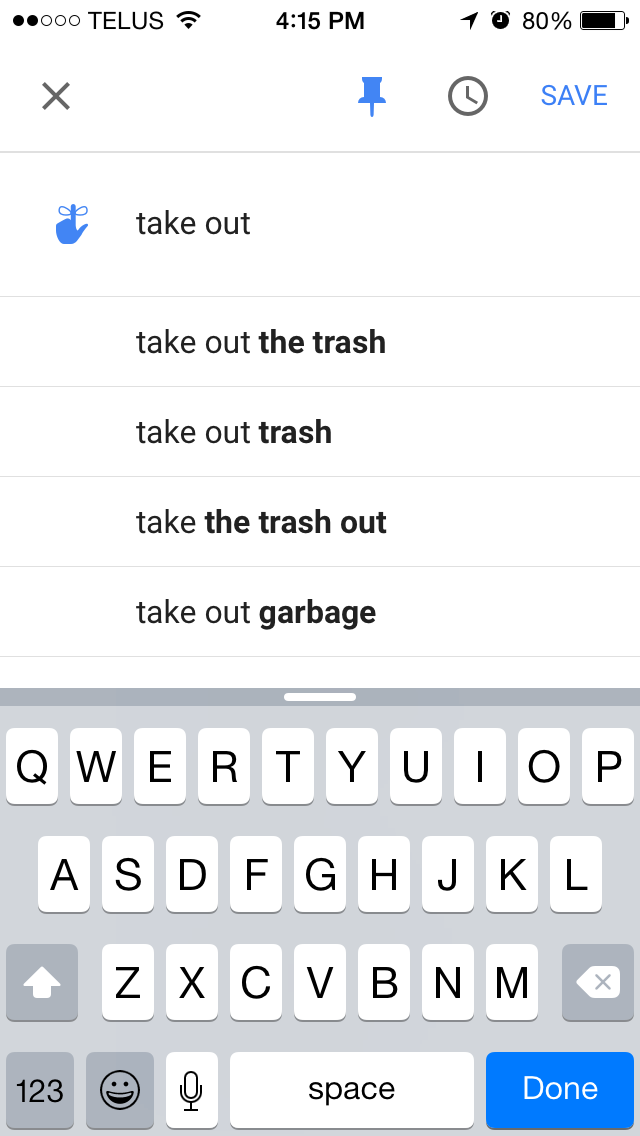 TELUS 4:15 PM 80%
SAVE
take out
take out the trash
take out trash
take the trash out
take out garbage
Q W E R T Y U I O P
A S D F G H J K L
Z X C V B N M
123 space Done